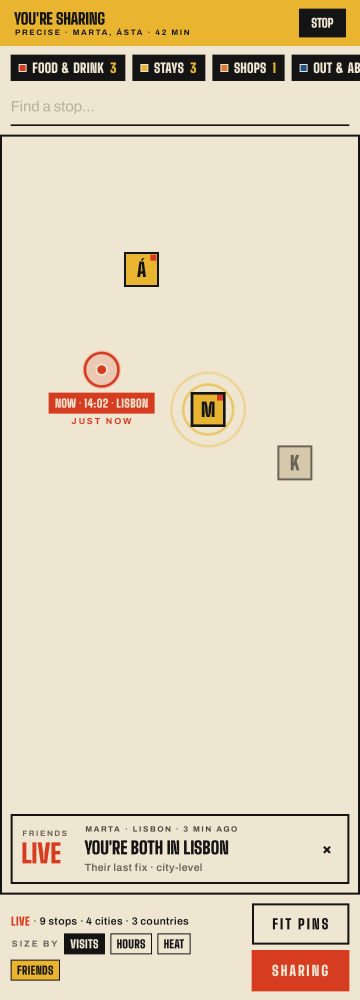 YOU'RE SHARING
PRECISE · MARTA, ÁSTA · 42 MIN
STOP
FOOD & DRINK 3
STAYS 3
SHOPS 1
OUT & AB
Find a stop...
Á
NOW · 14:02 · LISBON
JUST NOW
M
K
FRIENDS
LIVE
MARTA · LISBON · 3 MIN AGO
YOU'RE BOTH IN LISBON
Their last fix · city-level
×
LIVE · 9 stops · 4 cities · 3 countries
SIZE BY VISITS HOURS HEAT
FRIENDS
FIT PINS
SHARING